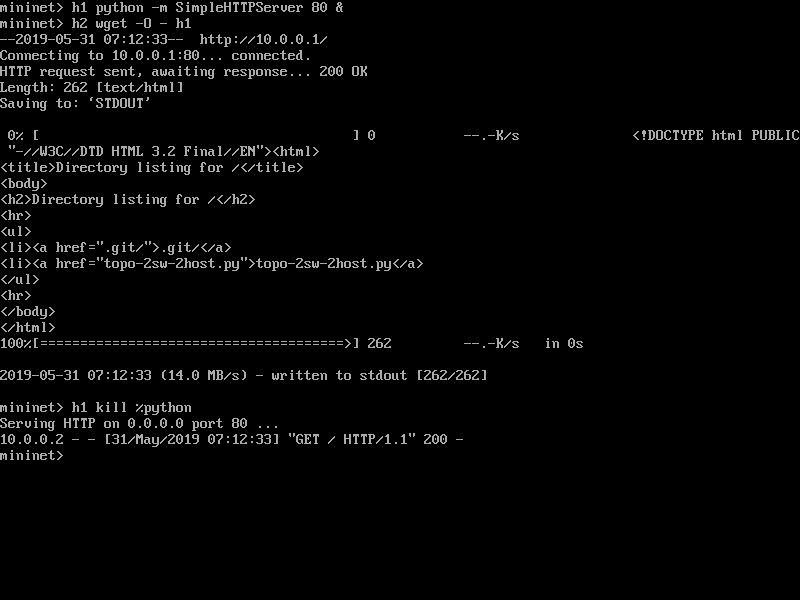 mininet> h1 python -m SimpleHTTPServer 80 &
mininet> h2 wget -O - h1
--2019-05-31 07:12:33--  http://10.0.0.1/
Connecting to 10.0.0.1:80... connected.
HTTP request sent, awaiting response... 200 OK
Length: 262 [text/html]
Saving to: ‘STDOUT’
 0% [                                       ] 0           --.-K/s              <!DOCTYPE html PUBLIC
 "-//W3C//DTD HTML 3.2 Final//EN"><html>
<title>Directory listing for /</title>
<body>
<h2>Directory listing for /</h2>
<hr>
<ul>
<li><a href=".git/">.git/</a>
<li><a href="topo-2sw-2host.py">topo-2sw-2host.py</a>
</ul>
<hr>
</body>
</html>
100%[======================================>] 262         --.-K/s   in 0s
2019-05-31 07:12:33 (14.0 MB/s) - written to stdout [262/262]
mininet> h1 kill %python
Serving HTTP on 0.0.0.0 port 80 ...
10.0.0.2 - - [31/May/2019 07:12:33] "GET / HTTP/1.1" 200 -
mininet>